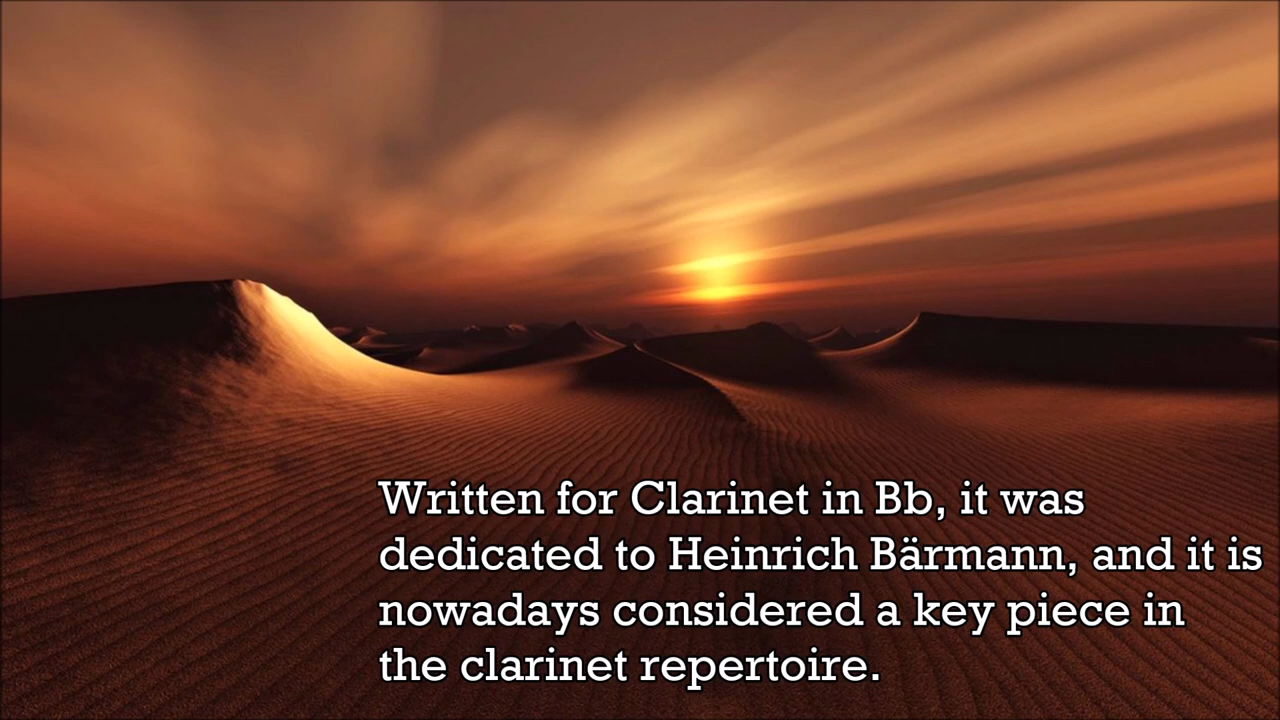 Written for Clarinet in Bb, it was
dedicated to Heinrich Bärmann, and it is
nowadays considered a key piece in
the clarinet repertoire.